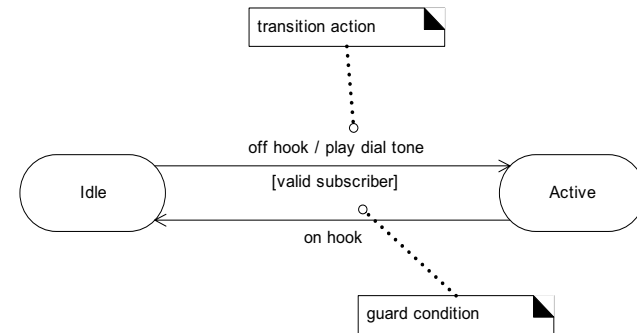 transition action
off hook / play dial tone
Idle
[valid subscriber]
Active
on hook
guard condition